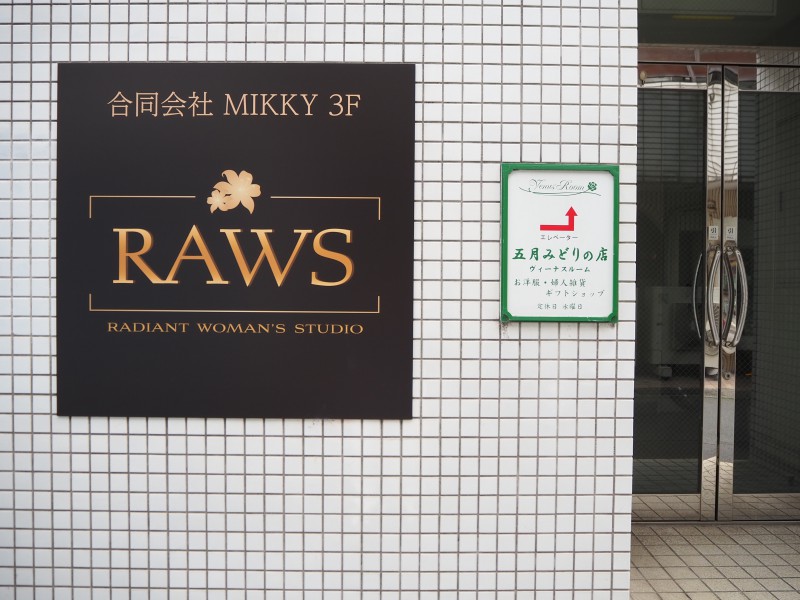 合同会社 MIKKY 3F
RAWS
RADIANT WOMAN'S STUDIO
Venus Room
エレベーター
五月みどりの店
ヴィーナスルーム
お洋服・婦人雑貨
ギフトショップ
定休日 水曜日
引
引